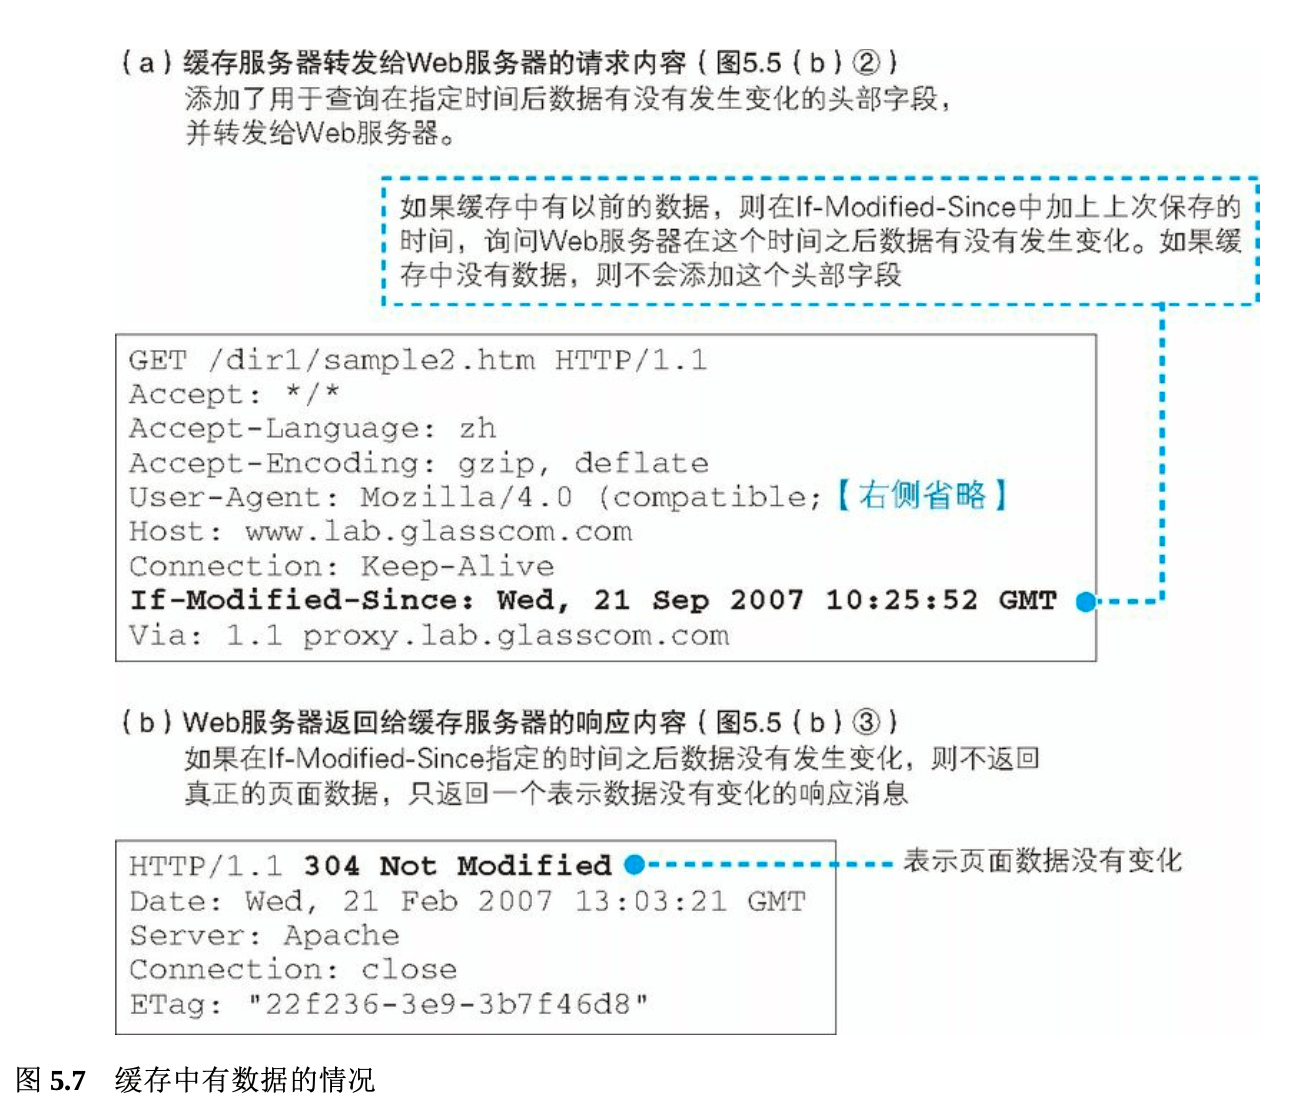 (a)缓存服务器转发给Web服务器的请求内容(图5.5(b)②)
添加了用于查询在指定时间后数据有没有发生变化的头部字段，
并转发给Web服务器。
如果缓存中有以前的数据，则在If-Modified-Since中加上上次保存的
时间，询问Web服务器在这个时间之后数据有没有发生变化。如果缓
存中没有数据，则不会添加这个头部字段
GET /dir1/sample2.htm HTTP/1.1
Accept: */*
Accept-Language: zh
Accept-Encoding: gzip, deflate
User-Agent: Mozilla/4.0 (compatible;【右侧省略】
Host: www.lab.glasscom.com
Connection: Keep-Alive
If-Modified-Since: Wed, 21 Sep 2007 10:25:52 GMT
Via: 1.1 proxy.lab.glasscom.com
(b)Web服务器返回给缓存服务器的响应内容(图5.5(b)③)
如果在If-Modified-Since指定的时间之后数据没有发生变化，则不返回
真正的页面数据，只返回一个表示数据没有变化的响应消息
HTTP/1.1 304 Not Modified 表示页面数据没有变化
Date: Wed, 21 Feb 2007 13:03:21 GMT
Server: Apache
Connection: close
ETag: "22f236-3e9-3b7f46d8"
图 5.7 缓存中有数据的情况